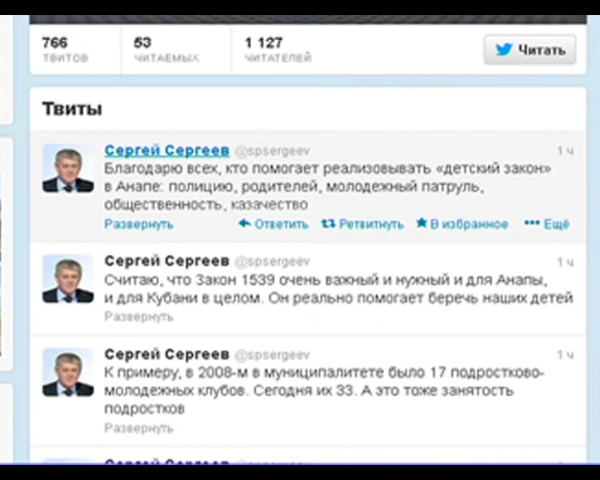 766
ТВИТОВ
53
ЧИТАЕМЫХ
1 127
ЧИТАТЕЛЕЙ
Читать
Твиты
Сергей Сергеев @spsergeev 1 ч
Благодарю всех, кто помогает реализовывать «детский закон»
в Анапе: полицию, родителей, молодежный патруль,
общественность, казачество
Развернуть Ответить Ретвитнуть В избранное Ещё
Сергей Сергеев @spsergeev 1 ч
Считаю, что Закон 1539 очень важный и нужный и для Анапы,
и для Кубани в целом. Он реально помогает беречь наших детей
Развернуть
Сергей Сергеев @spsergeev 1 ч
К примеру, в 2008-м в муниципалитете было 17 подростково-
молодежных клубов. Сегодня их 33. А это тоже занятость
подростков
Развернуть